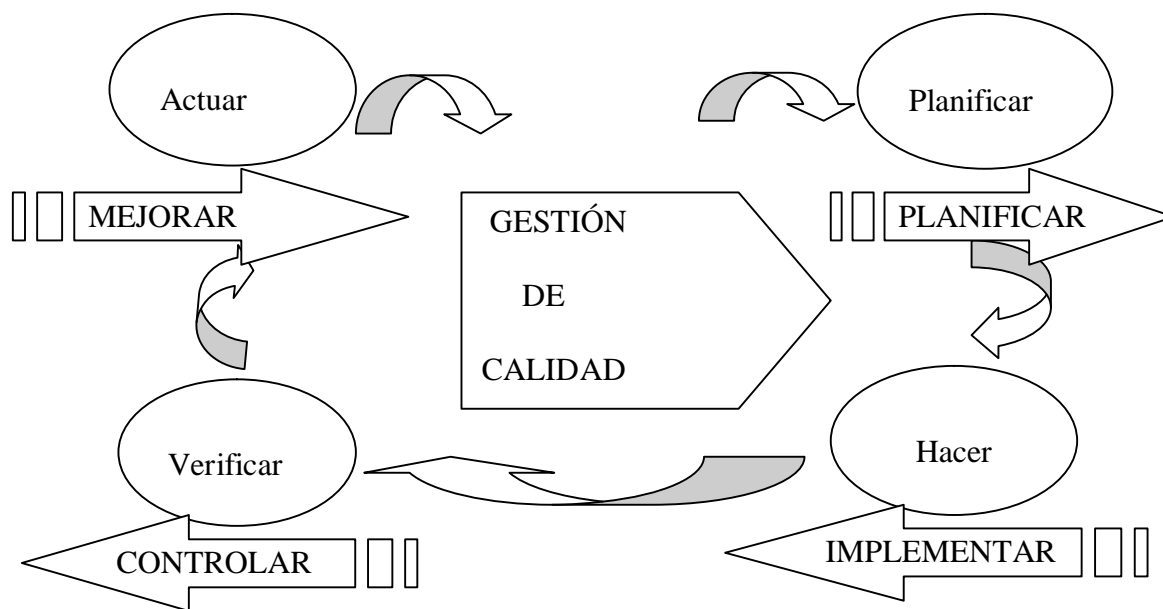 Actuar
Planificar
MEJORAR
GESTIÓN
DE
CALIDAD
PLANIFICAR
Verificar
Hacer
CONTROLAR
IMPLEMENTAR